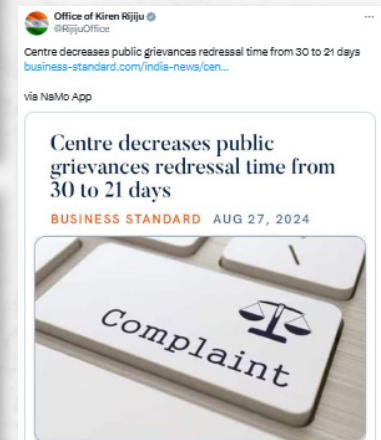 Office of Kiren Rijiju
@RijijuOffice
Centre decreases public grievances redressal time from 30 to 21 days
business-standard.com/india-news/cen...
via NaMo App
Centre decreases public
grievances redressal time from
30 to 21 days
BUSINESS STANDARD AUG 27, 2024
Complaint